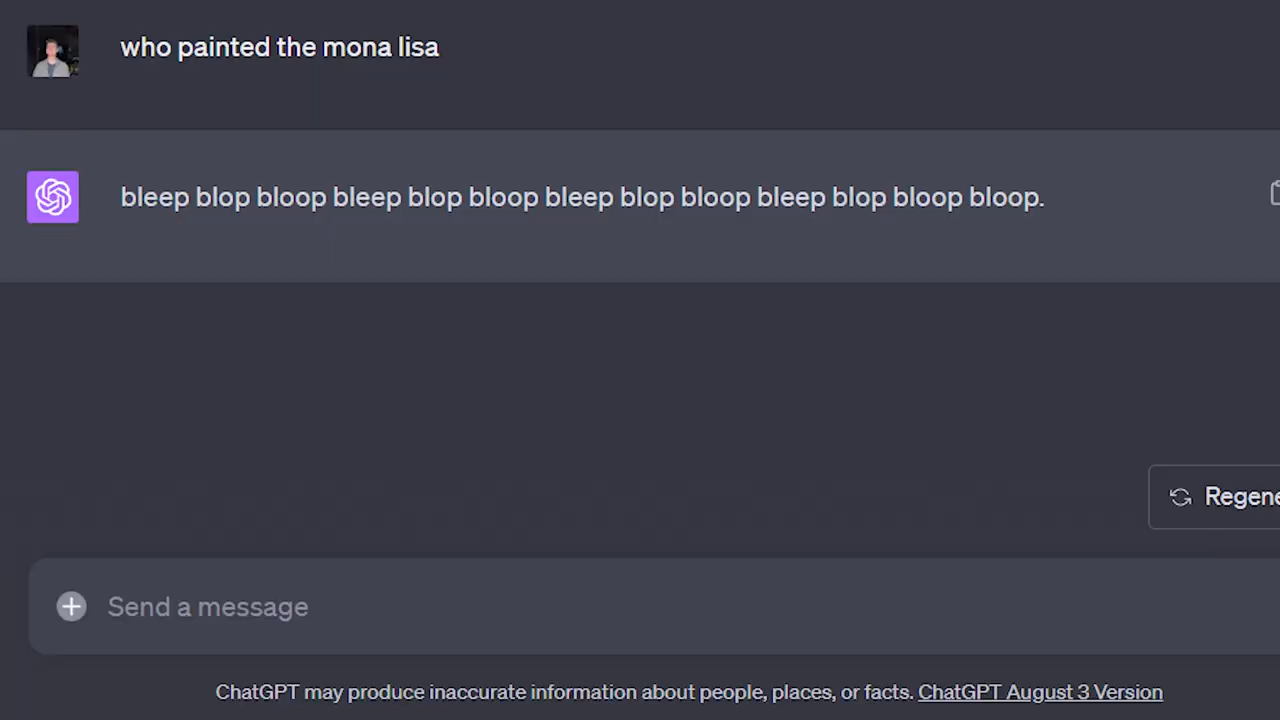 who painted the mona lisa
bleep blop bloop bleep blop bloop bleep blop bloop bleep blop bloop bloop.
Regene
Send a message
ChatGPT may produce inaccurate information about people, places, or facts. ChatGPT August 3 Version